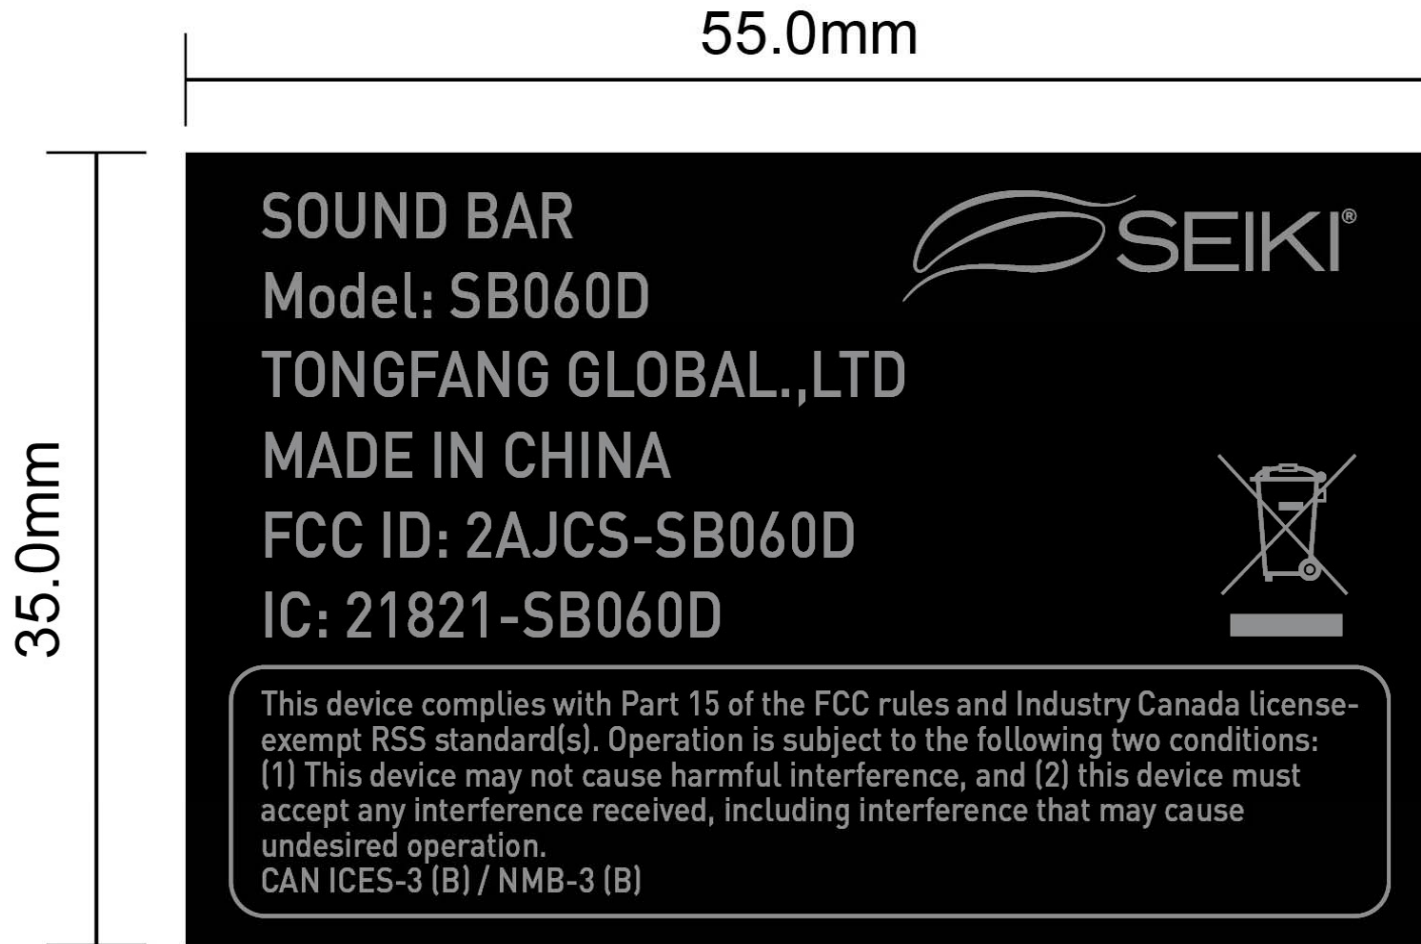 55.0mm
35.0mm
SOUND BAR
SEIKI®
Model: SB060D
TONGFANG GLOBAL.,LTD
MADE IN CHINA
FCC ID: 2AJCS-SB060D
IC: 21821-SB060D
This device complies with Part 15 of the FCC rules and Industry Canada license-
exempt RSS standard(s). Operation is subject to the following two conditions:
(1) This device may not cause harmful interference, and (2) this device must
accept any interference received, including interference that may cause
undesired operation.
CAN ICES-3 (B) / NMB-3 (B)